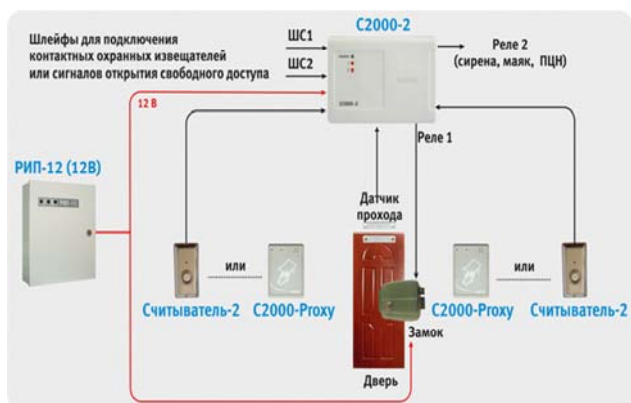 С2000-2
Шлейфы для подключения
контактных охранных извещателей
или сигналов открытия свободного доступа
ШС1
ШС2
Реле 2
(сирена, маяк, ПЦН)
12 В
С2000-2
Реле 1
РИП-12 (12В)
Датчик
прохода
или
или
Считыватель-2
С2000-Proxy
С2000-Proxy
Считыватель-2
Замок
Дверь